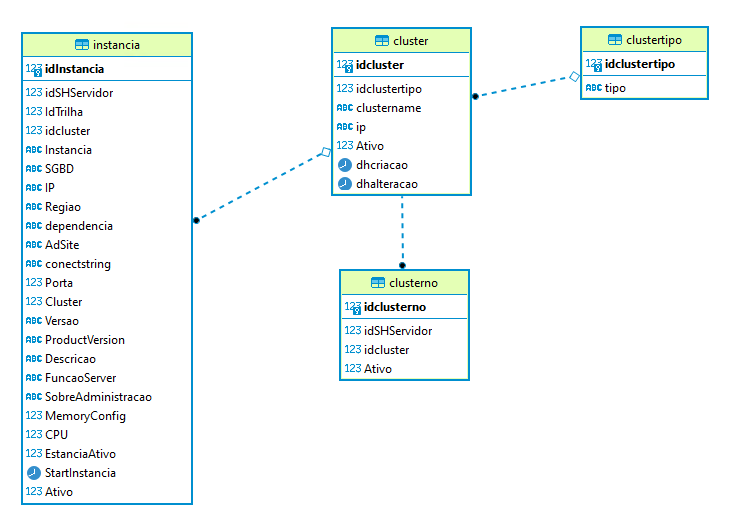 instancia
123 idInstancia
123 idSHServidor
123 IdTrilha
123 idcluster
ABC Instancia
ABC SGBD
ABC IP
ABC Regiao
ABC dependencia
ABC AdSite
ABC conectstring
123 Porta
123 Cluster
ABC Versao
ABC ProductVersion
ABC Descricao
ABC FuncaoServer
ABC SobreAdministracao
123 MemoryConfig
123 CPU
123 EstanciaAtivo
StartInstancia
123 Ativo
cluster
123 idcluster
123 idclustertipo
ABC clustername
ABC ip
123 Ativo
dhcriacao
dhalteracao
clustertipo
123 idclustertipo
ABC tipo
clusterno
123 idclusterno
123 idSHServidor
123 idcluster
123 Ativo